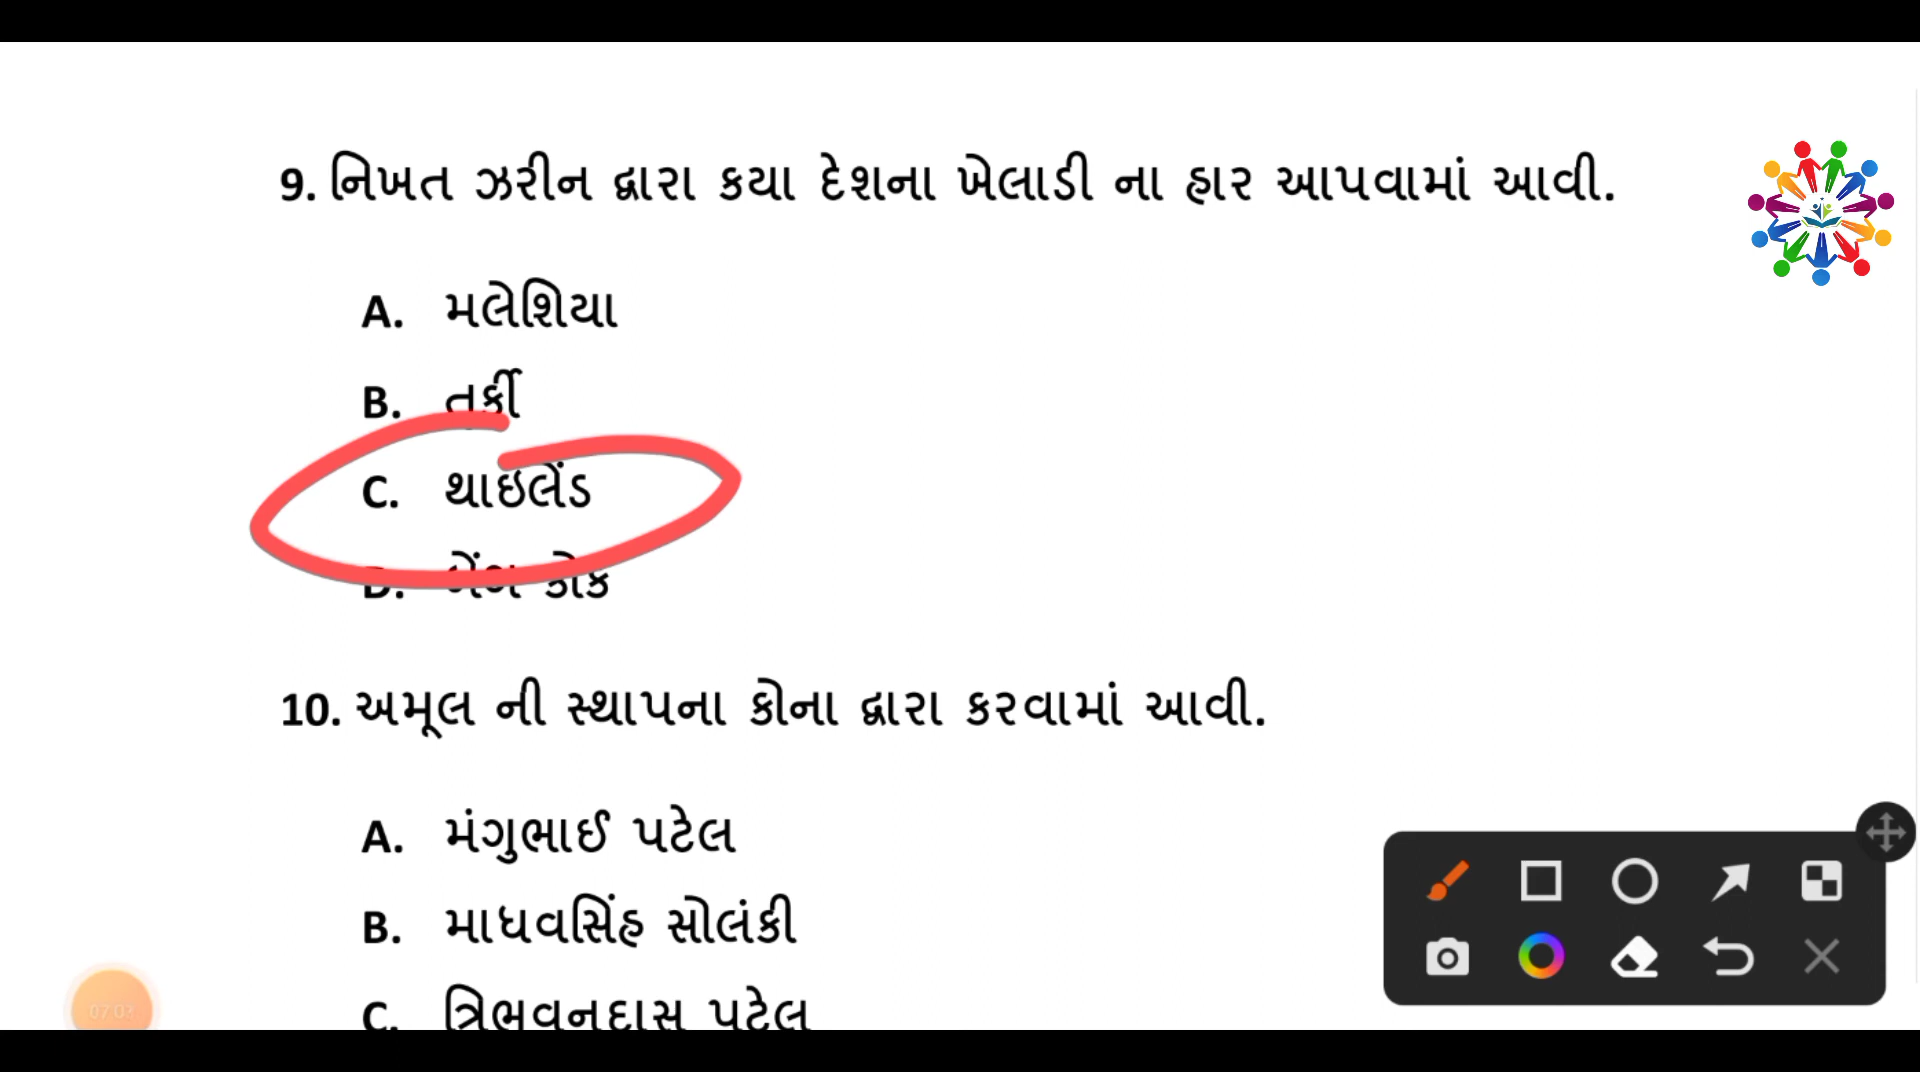 9. નિખત ઝરીન દ્વારા કયા દેશના ખેલાડી ના હાર આપવામાં આવી.
A. મલેશિયા
B. તુર્કી
C. થાઇલેંડ
D. બેંગ કોક
10. અમૂલ ની સ્થાપના કોના દ્વારા કરવામાં આવી.
A. મંગુભાઈ પટેલ
B. માધવસિંહ સોલંકી
C. ત્રિભવનદાસ પટેલ